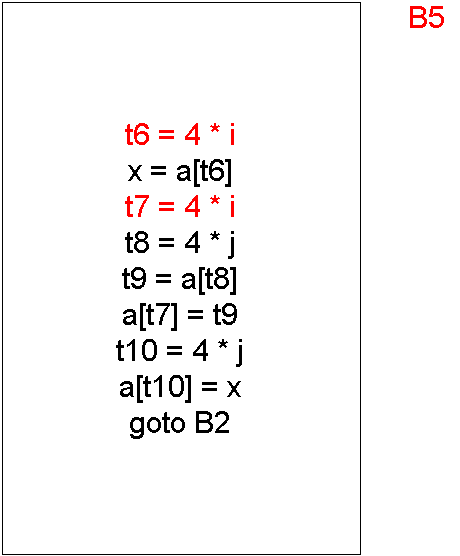 B5
t6 = 4 * i
x = a[t6]
t7 = 4 * i
t8 = 4 * j
t9 = a[t8]
a[t7] = t9
t10 = 4 * j
a[t10] = x
goto B2